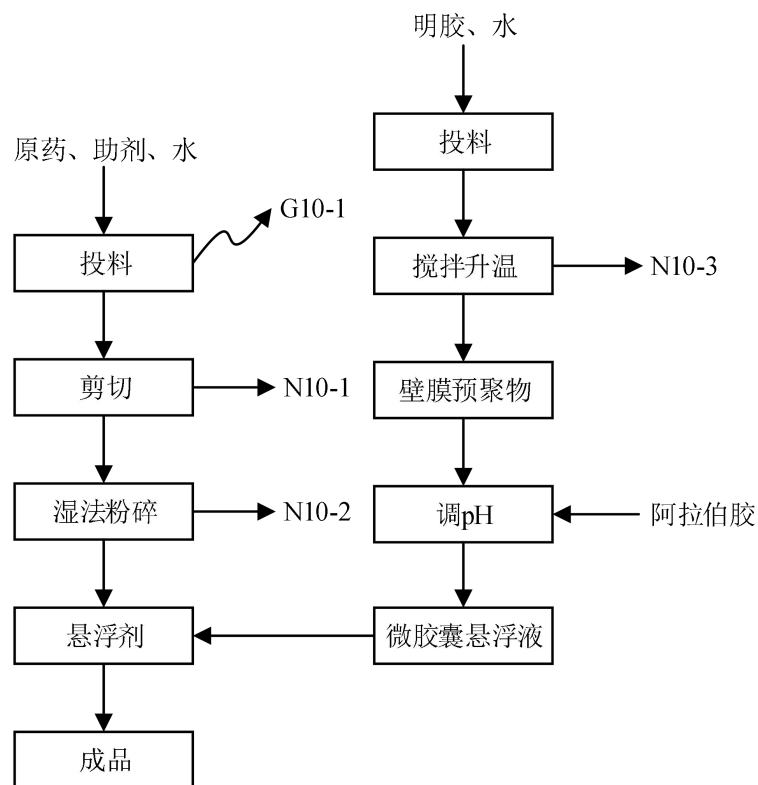 明胶、水
投料
原药、助剂、水
G10-1
投料
搅拌升温
N10-3
剪切
N10-1
壁膜预聚物
湿法粉碎
N10-2
调pH
阿拉伯胶
悬浮剂
微胶囊悬浮液
成品